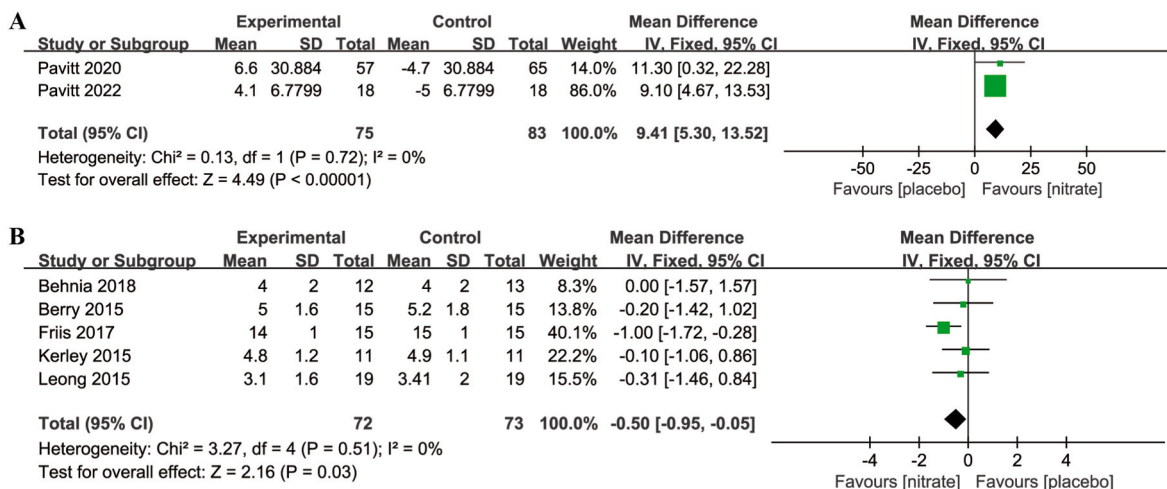 A
Experimental Control Mean Difference Mean Difference
Study or Subgroup Mean SD Total Mean SD Total Weight IV, Fixed, 95% CI IV, Fixed, 95% CI
Pavitt 2020 6.6 30.884 57 -4.7 30.884 65 14.0% 11.30 [0.32, 22.28]
Pavitt 2022 4.1 6.7799 18 -5 6.7799 18 86.0% 9.10 [4.67, 13.53]
Total (95% CI) 75 83 100.0% 9.41 [5.30, 13.52]
Heterogeneity: Chi² = 0.13, df = 1 (P = 0.72); I² = 0%
Test for overall effect: Z = 4.49 (P < 0.00001)
-50 -25 0 25 50
Favours [placebo] Favours [nitrate]
B
Experimental Control Mean Difference Mean Difference
Study or Subgroup Mean SD Total Mean SD Total Weight IV, Fixed, 95% CI IV, Fixed, 95% CI
Behnia 2018 4 2 12 4 2 13 8.3% 0.00 [-1.57, 1.57]
Berry 2015 5 1.6 15 5.2 1.8 15 13.8% -0.20 [-1.42, 1.02]
Friis 2017 14 1 15 15 1 15 40.1% -1.00 [-1.72, -0.28]
Kerley 2015 4.8 1.2 11 4.9 1.1 11 22.2% -0.10 [-1.06, 0.86]
Leong 2015 3.1 1.6 19 3.41 2 19 15.5% -0.31 [-1.46, 0.84]
Total (95% CI) 72 73 100.0% -0.50 [-0.95, -0.05]
Heterogeneity: Chi² = 3.27, df = 4 (P = 0.51); I² = 0%
Test for overall effect: Z = 2.16 (P = 0.03)
-4 -2 0 2 4
Favours [nitrate] Favours [placebo]